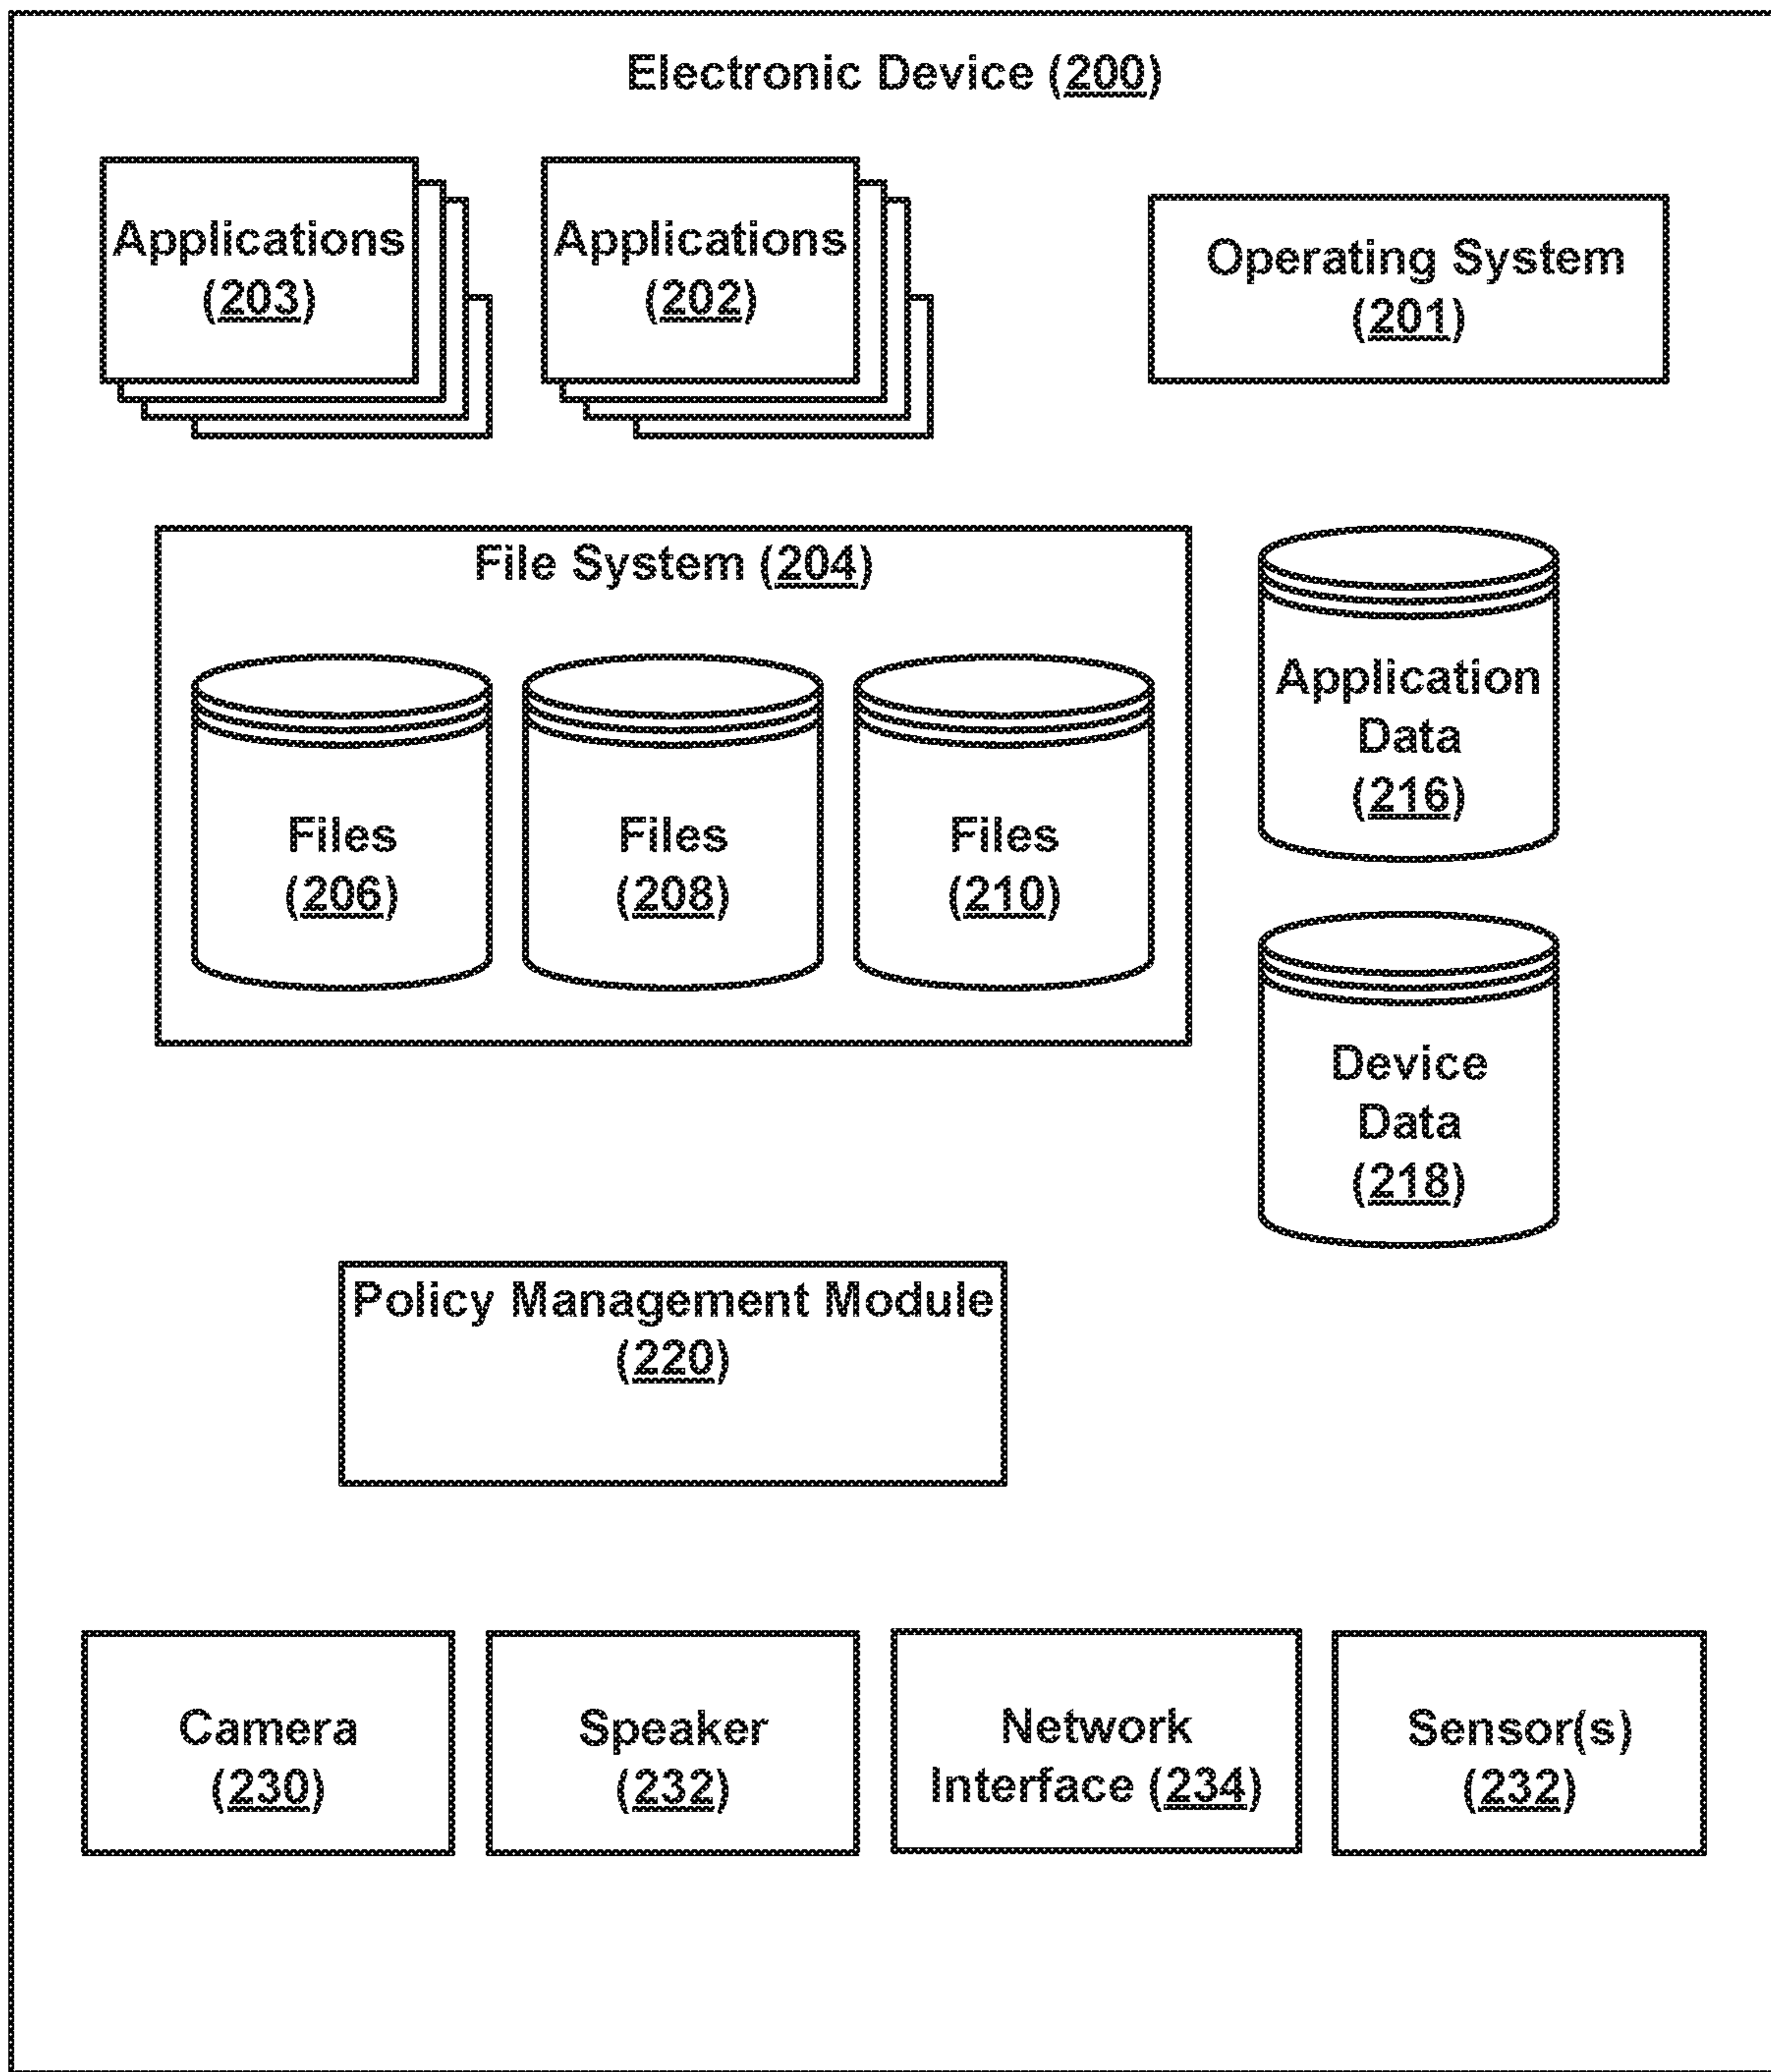 Electronic Device (200)
Applications
(203)
Applications
(202)
Operating System
(201)
File System (204)
Files
(206)
Files
(208)
Files
(210)
Application
Data
(216)
Device
Data
(218)
Policy Management Module
(220)
Camera
(230)
Speaker
(232)
Network
Interface (234)
Sensor(s)
(232)